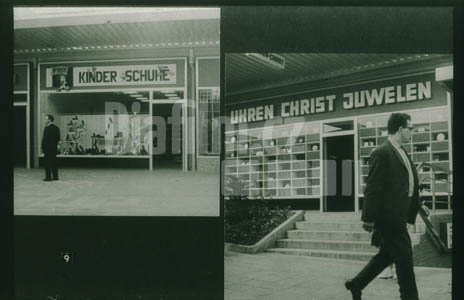 KINDER SCHUHE
UHREN CHRIST JUWELEN
9